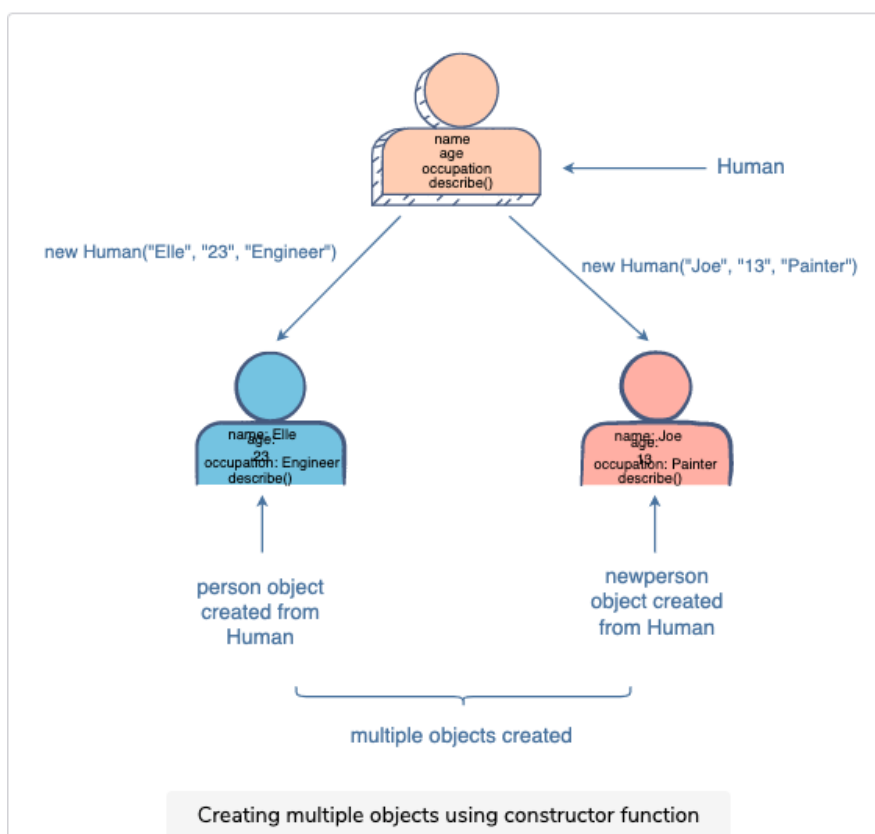 name
age
occupation
describe()
Human
new Human("Elle", "23", "Engineer")
new Human("Joe", "13", "Painter")
name: Elle
age:
23
occupation: Engineer
describe()
name: Joe
age:
13
occupation: Painter
describe()
person object
created from
Human
newperson
object created
from Human
multiple objects created
Creating multiple objects using constructor function